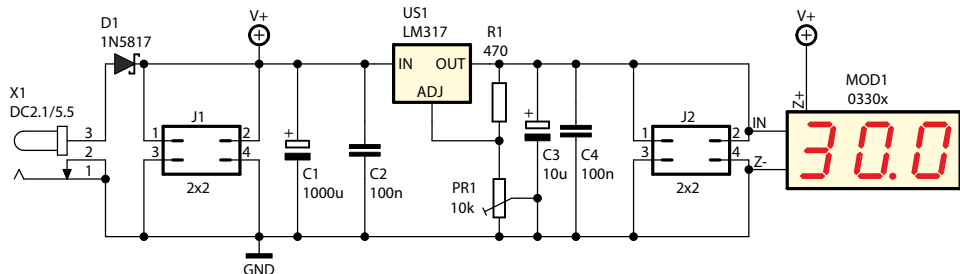 D1
1N5817
V+
US1
LM317
R1
470
V+
IN OUT
ADJ
X1
DC2.1/5.5
3
2
1
J1
1 2
3 4
2x2
+
C1
1000u
C2
100n
PR1
10k
+
C3
10u
C4
100n
J2
1 2
3 4
2x2
Z+
IN
Z-
MOD1
0330x
30.0
GND